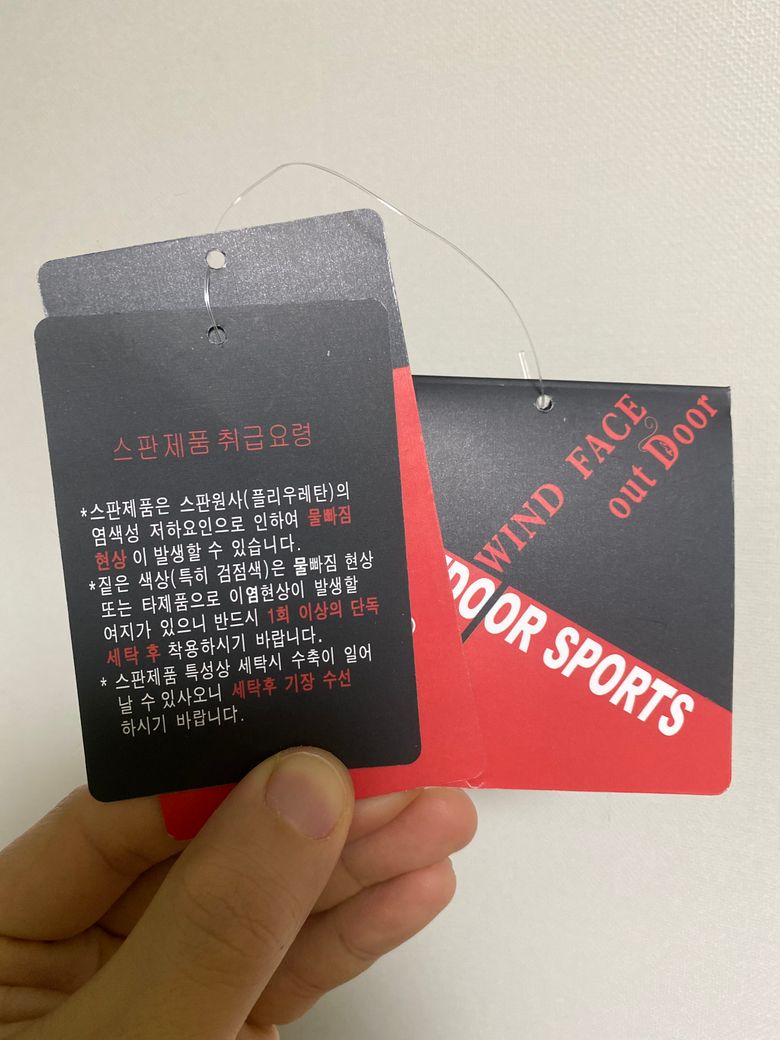 스판제품취급요령
*스판제품은 스판원사(플리우레탄)의
염색성 저하요인으로 인하여 물빠짐
현상이 발생할 수 있습니다.
*짙은 색상(특히 검점색)은 물빠짐 현상
또는 타제품으로 이염현상이 발생할
여지가 있으니 반드시 1회 이상의 단독
세탁 후 착용하시기 바랍니다.
* 스판제품 특성상 세탁시 수축이 일어
날 수 있사오니 세탁후 기장 수선
하시기 바랍니다.
WIND FACE
out Door
DOOR SPORTS